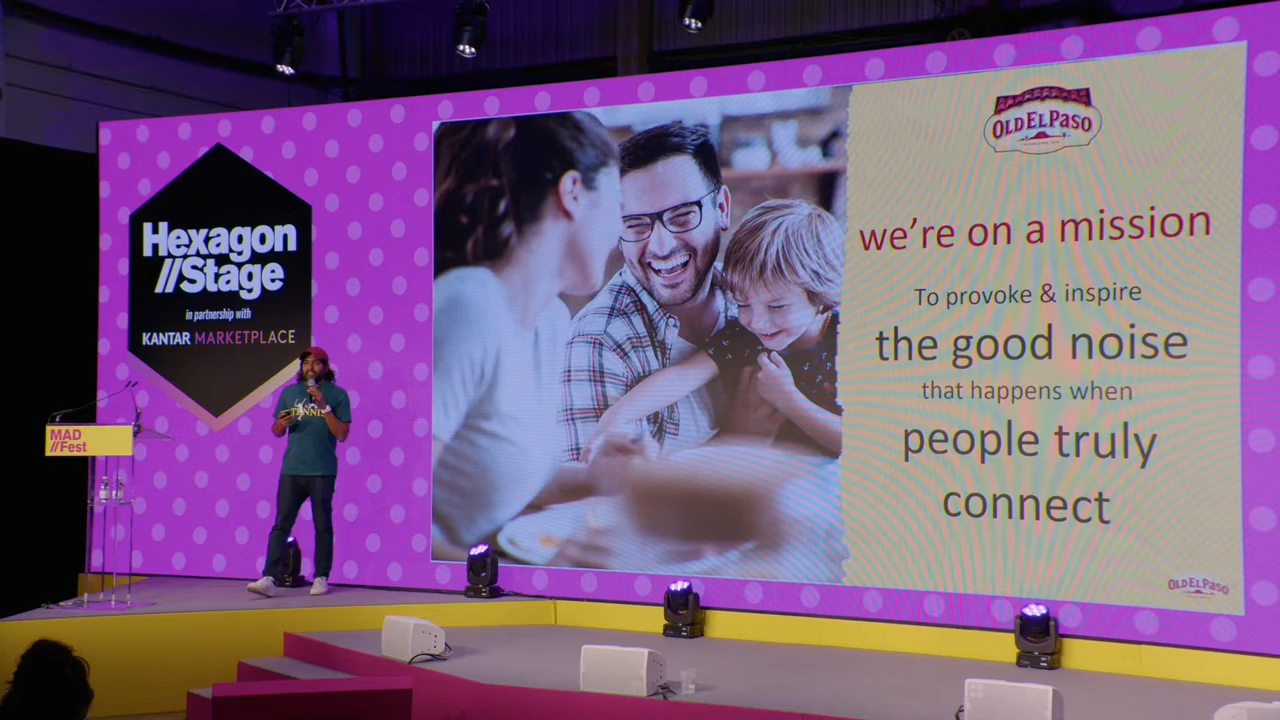 Hexagon
//Stage
in partnership with
KANTAR MARKETPLACE
MAD
//Fest
TENNIS
OLD EL PASO
we're on a mission
To provoke & inspire
the good noise
that happens when
people truly
connect
OLD EL PASO